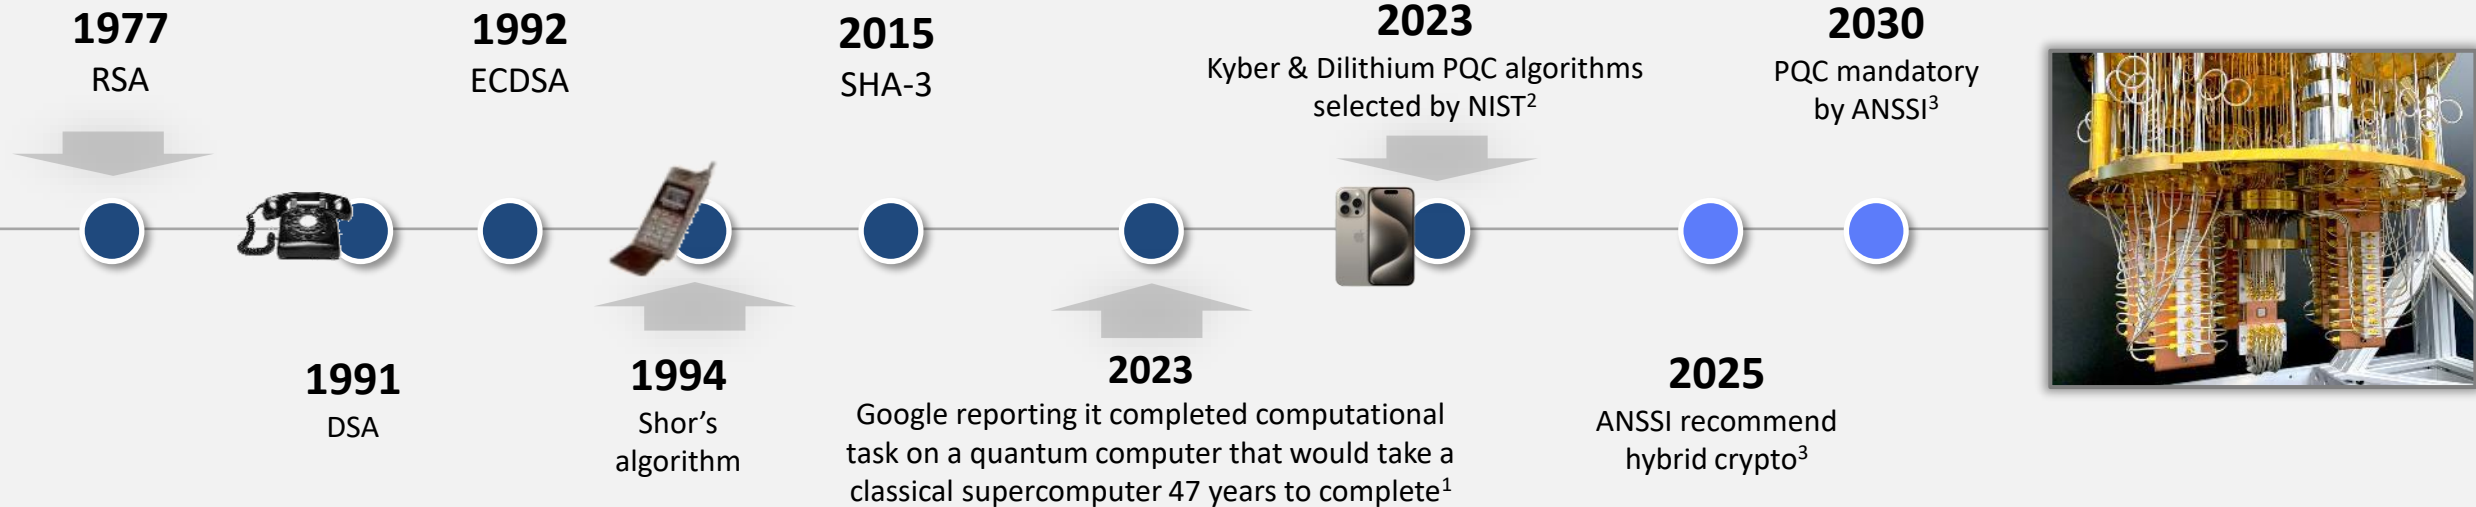 1977
RSA
1992
ECDSA
2015
SHA-3
2023
Kyber & Dilithium PQC algorithms
selected by NIST²
2030
PQC mandatory
by ANSSI³
1991
DSA
1994
Shor's
algorithm
2023
Google reporting it completed computational
task on a quantum computer that would take a
classical supercomputer 47 years to complete¹
2025
ANSSI recommend
hybrid crypto³